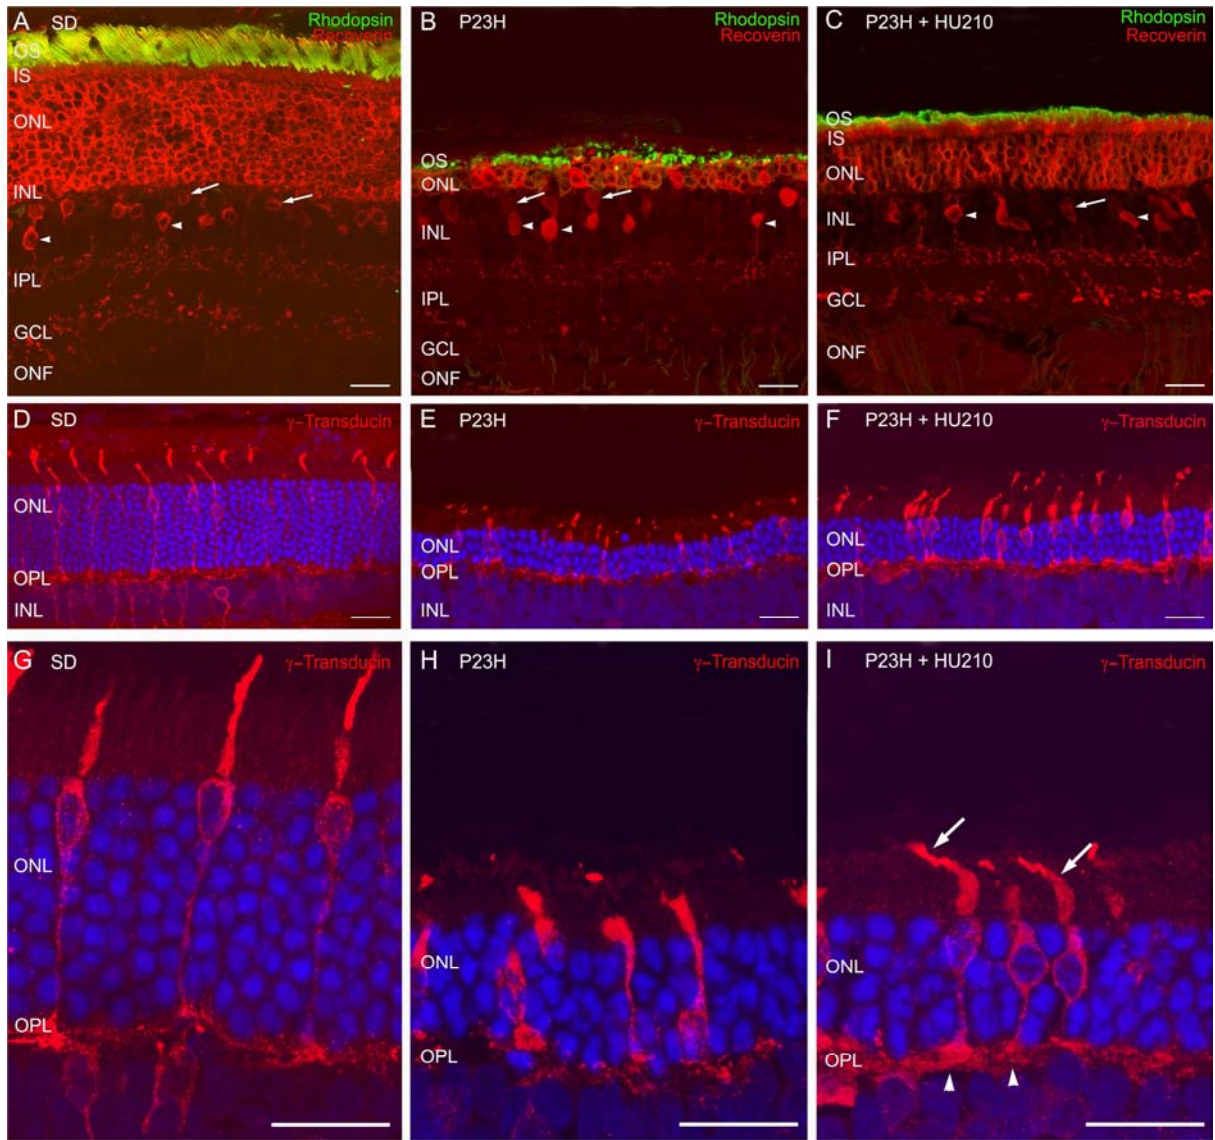 A SD Rhodopsin
Recoverin
OS
IS
ONL
INL
IPL
GCL
ONF
B P23H Rhodopsin
Recoverin
OS
ONL
INL
IPL
GCL
ONF
C P23H + HU210 Rhodopsin
Recoverin
OS
IS
ONL
INL
IPL
GCL
ONF
D SD γ-Transducin
ONL
OPL
INL
E P23H γ-Transducin
ONL
OPL
INL
F P23H + HU210 γ-Transducin
ONL
OPL
INL
G SD γ-Transducin
ONL
OPL
H P23H γ-Transducin
ONL
OPL
I P23H + HU210 γ-Transducin
ONL
OPL